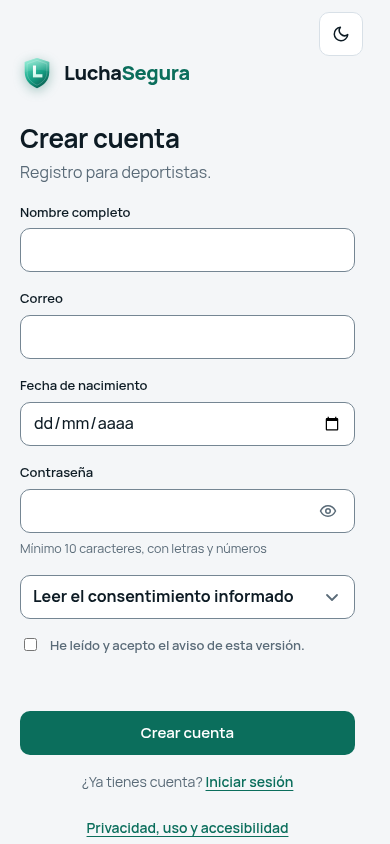 L
LuchaSegura
Crear cuenta
Registro para deportistas.
Nombre completo
Correo
Fecha de nacimiento
dd/mm/aaaa
Contraseña
Mínimo 10 caracteres, con letras y números
Leer el consentimiento informado
He leído y acepto el aviso de esta versión.
Crear cuenta
¿Ya tienes cuenta? Iniciar sesión
Privacidad, uso y accesibilidad